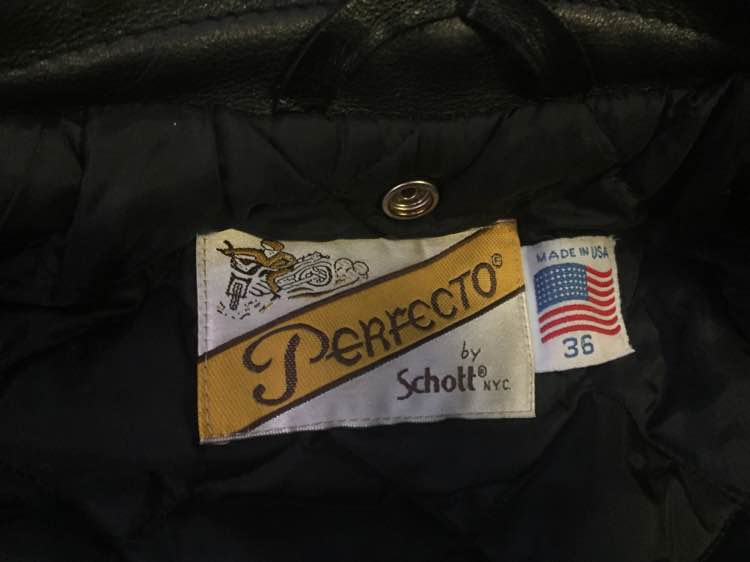 PERFECTO®
by
Schott® N.Y.C.
MADE IN USA
36